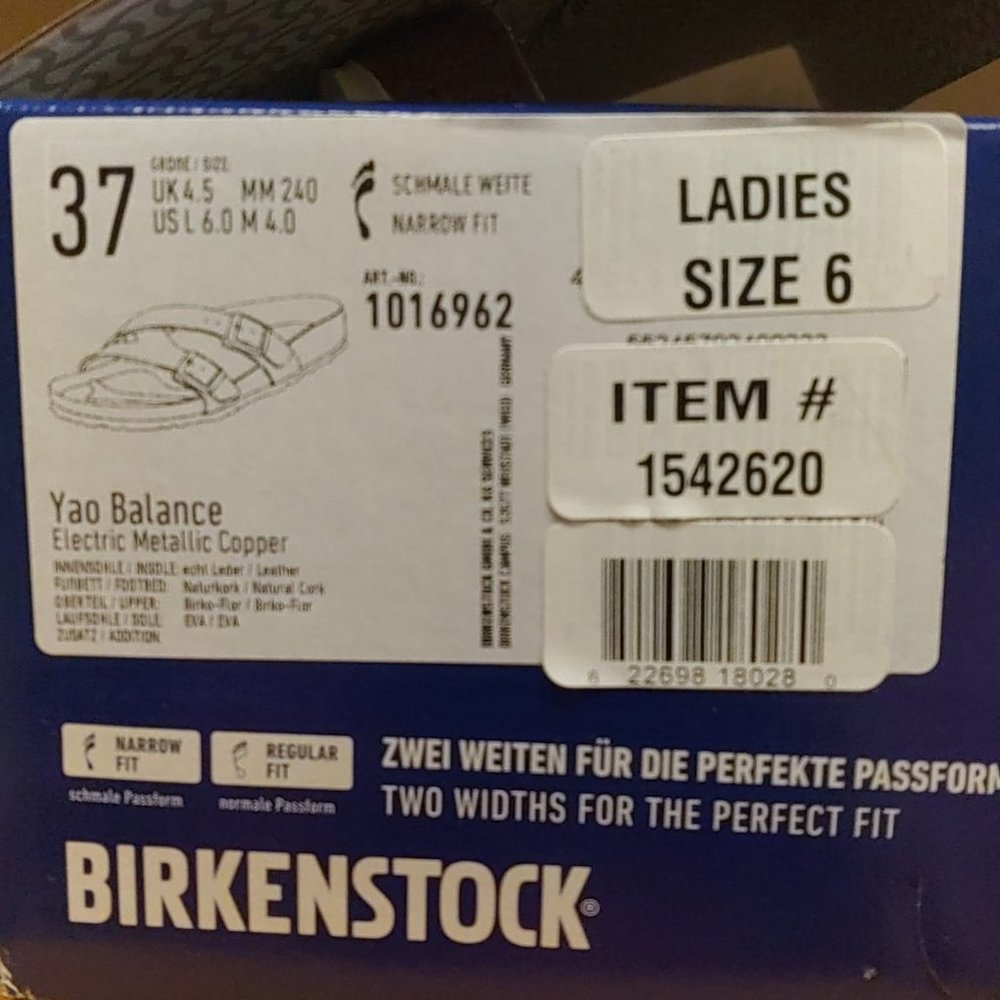 37
GRÖßE / SIZE
UK 4.5 MM 240
US L 6.0 M 4.0
SCHMALE WEITE
NARROW FIT
ART.-NO.:
1016962
LADIES
SIZE 6
ITEM #
1542620
Yao Balance
Electric Metallic Copper
INNENSOHLE / INSOLE: echt Leder / Leather
FUßBETT / FOOTBED: Naturkork / Natural Cork
OBERTEIL / UPPER: Birko-Flor / Birko-Flor
LAUFSOHLE / SOLE: EVA / EVA
ZUSATZ / ADDITION:
8 22698 18028 0
NARROW
FIT
schmale Passform
REGULAR
FIT
normale Passform
ZWEI WEITEN FÜR DIE PERFEKTE PASSFORM
TWO WIDTHS FOR THE PERFECT FIT
BIRKENSTOCK®